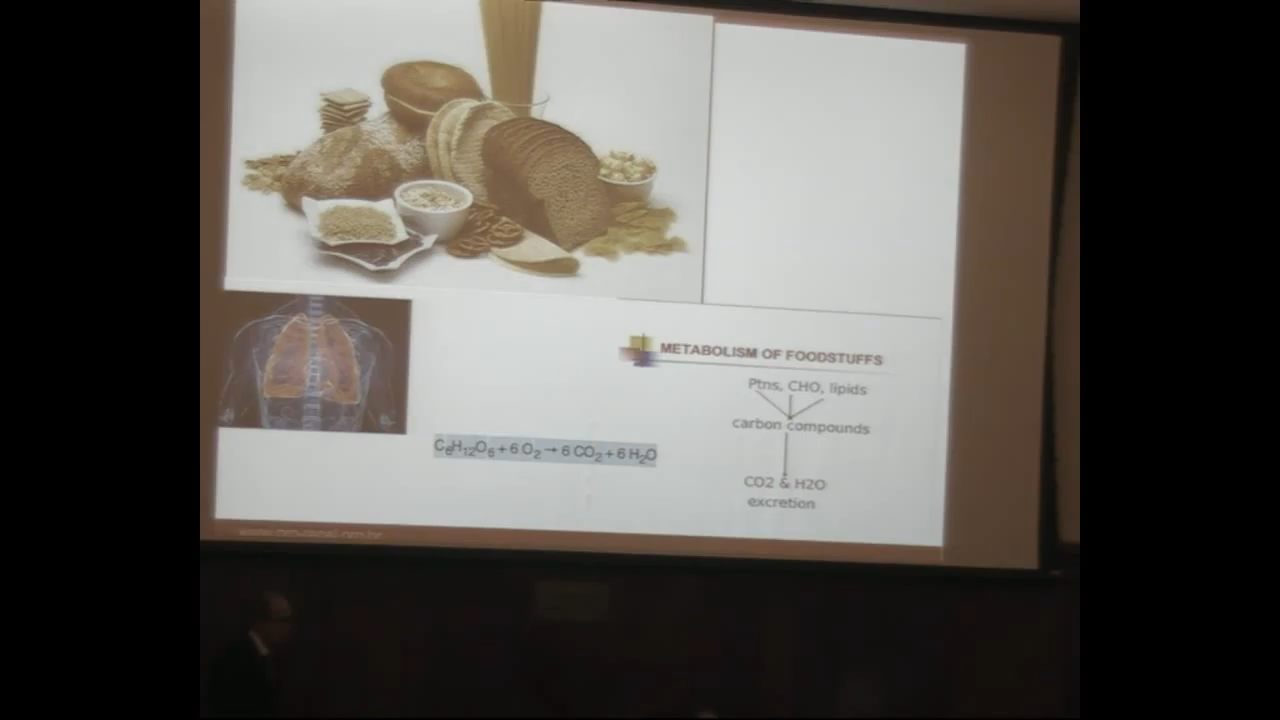 METABOLISM OF FOODSTUFFS
Ptns, CHO, lipids
carbon compounds
C₆H₁₂O₆ + 6 O₂ → 6 CO₂ + 6 H₂O
CO2 & H2O
excretion